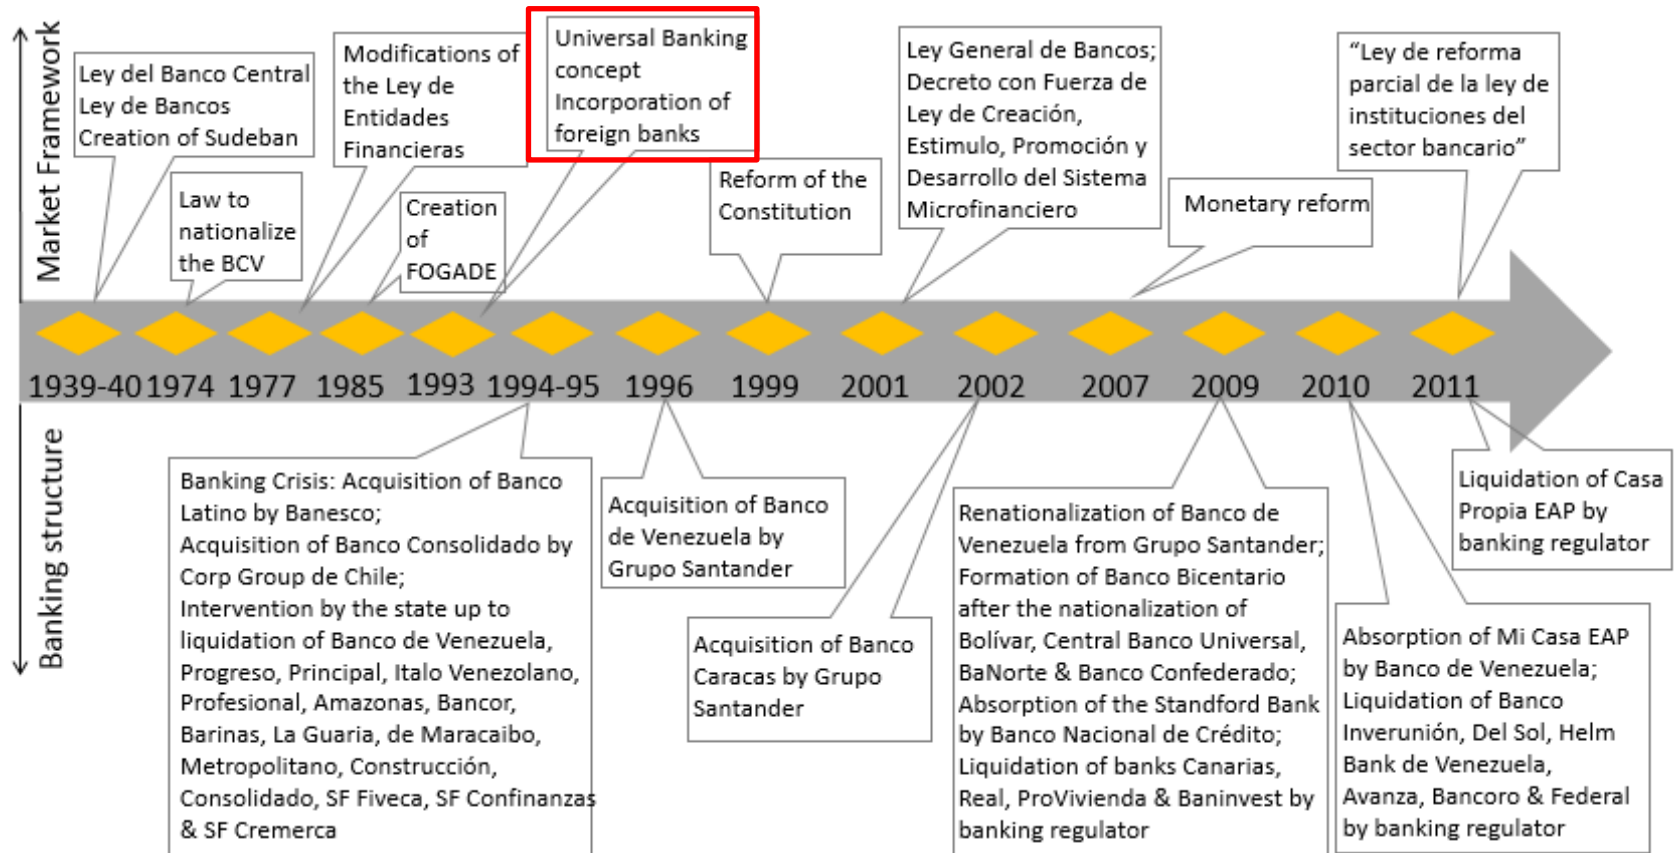 Market Framework
Ley del Banco Central
Ley de Bancos
Creation of Sudeban
Law to
nationalize
the BCV
Modifications of
the Ley de
Entidades
Financieras
Creation
of
FOGADE
Universal Banking
concept
Incorporation of
foreign banks
Reform of the
Constitution
Ley General de Bancos;
Decreto con Fuerza de
Ley de Creación,
Estimulo, Promoción y
Desarrollo del Sistema
Microfinanciero
Monetary reform
“Ley de reforma
parcial de la ley de
instituciones del
sector bancario”
1939-40 1974 1977 1985 1993 1994-95 1996 1999 2001 2002 2007 2009 2010 2011
Banking structure
Banking Crisis: Acquisition of Banco
Latino by Banesco;
Acquisition of Banco Consolidado by
Corp Group de Chile;
Intervention by the state up to
liquidation of Banco de Venezuela,
Progreso, Principal, Italo Venezolano,
Profesional, Amazonas, Bancor,
Barinas, La Guaria, de Maracaibo,
Metropolitano, Construcción,
Consolidado, SF Fiveca, SF Confinanzas
& SF Cremerca
Acquisition of Banco
de Venezuela by
Grupo Santander
Acquisition of Banco
Caracas by Grupo
Santander
Renationalization of Banco de
Venezuela from Grupo Santander;
Formation of Banco Bicentario
after the nationalization of
Bolívar, Central Banco Universal,
BaNorte & Banco Confederado;
Absorption of the Standford Bank
by Banco Nacional de Crédito;
Liquidation of banks Canarias,
Real, ProVivienda & Baninvest by
banking regulator
Absorption of Mi Casa EAP
by Banco de Venezuela;
Liquidation of Banco
Inverunión, Del Sol, Helm
Bank de Venezuela,
Avanza, Bancoro & Federal
by banking regulator
Liquidation of Casa
Propia EAP by
banking regulator